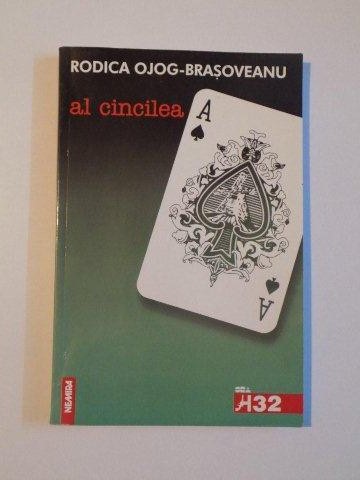 RODICA OJOG-BRAȘOVEANU
al cincilea
A
A
NEMIRA
H32